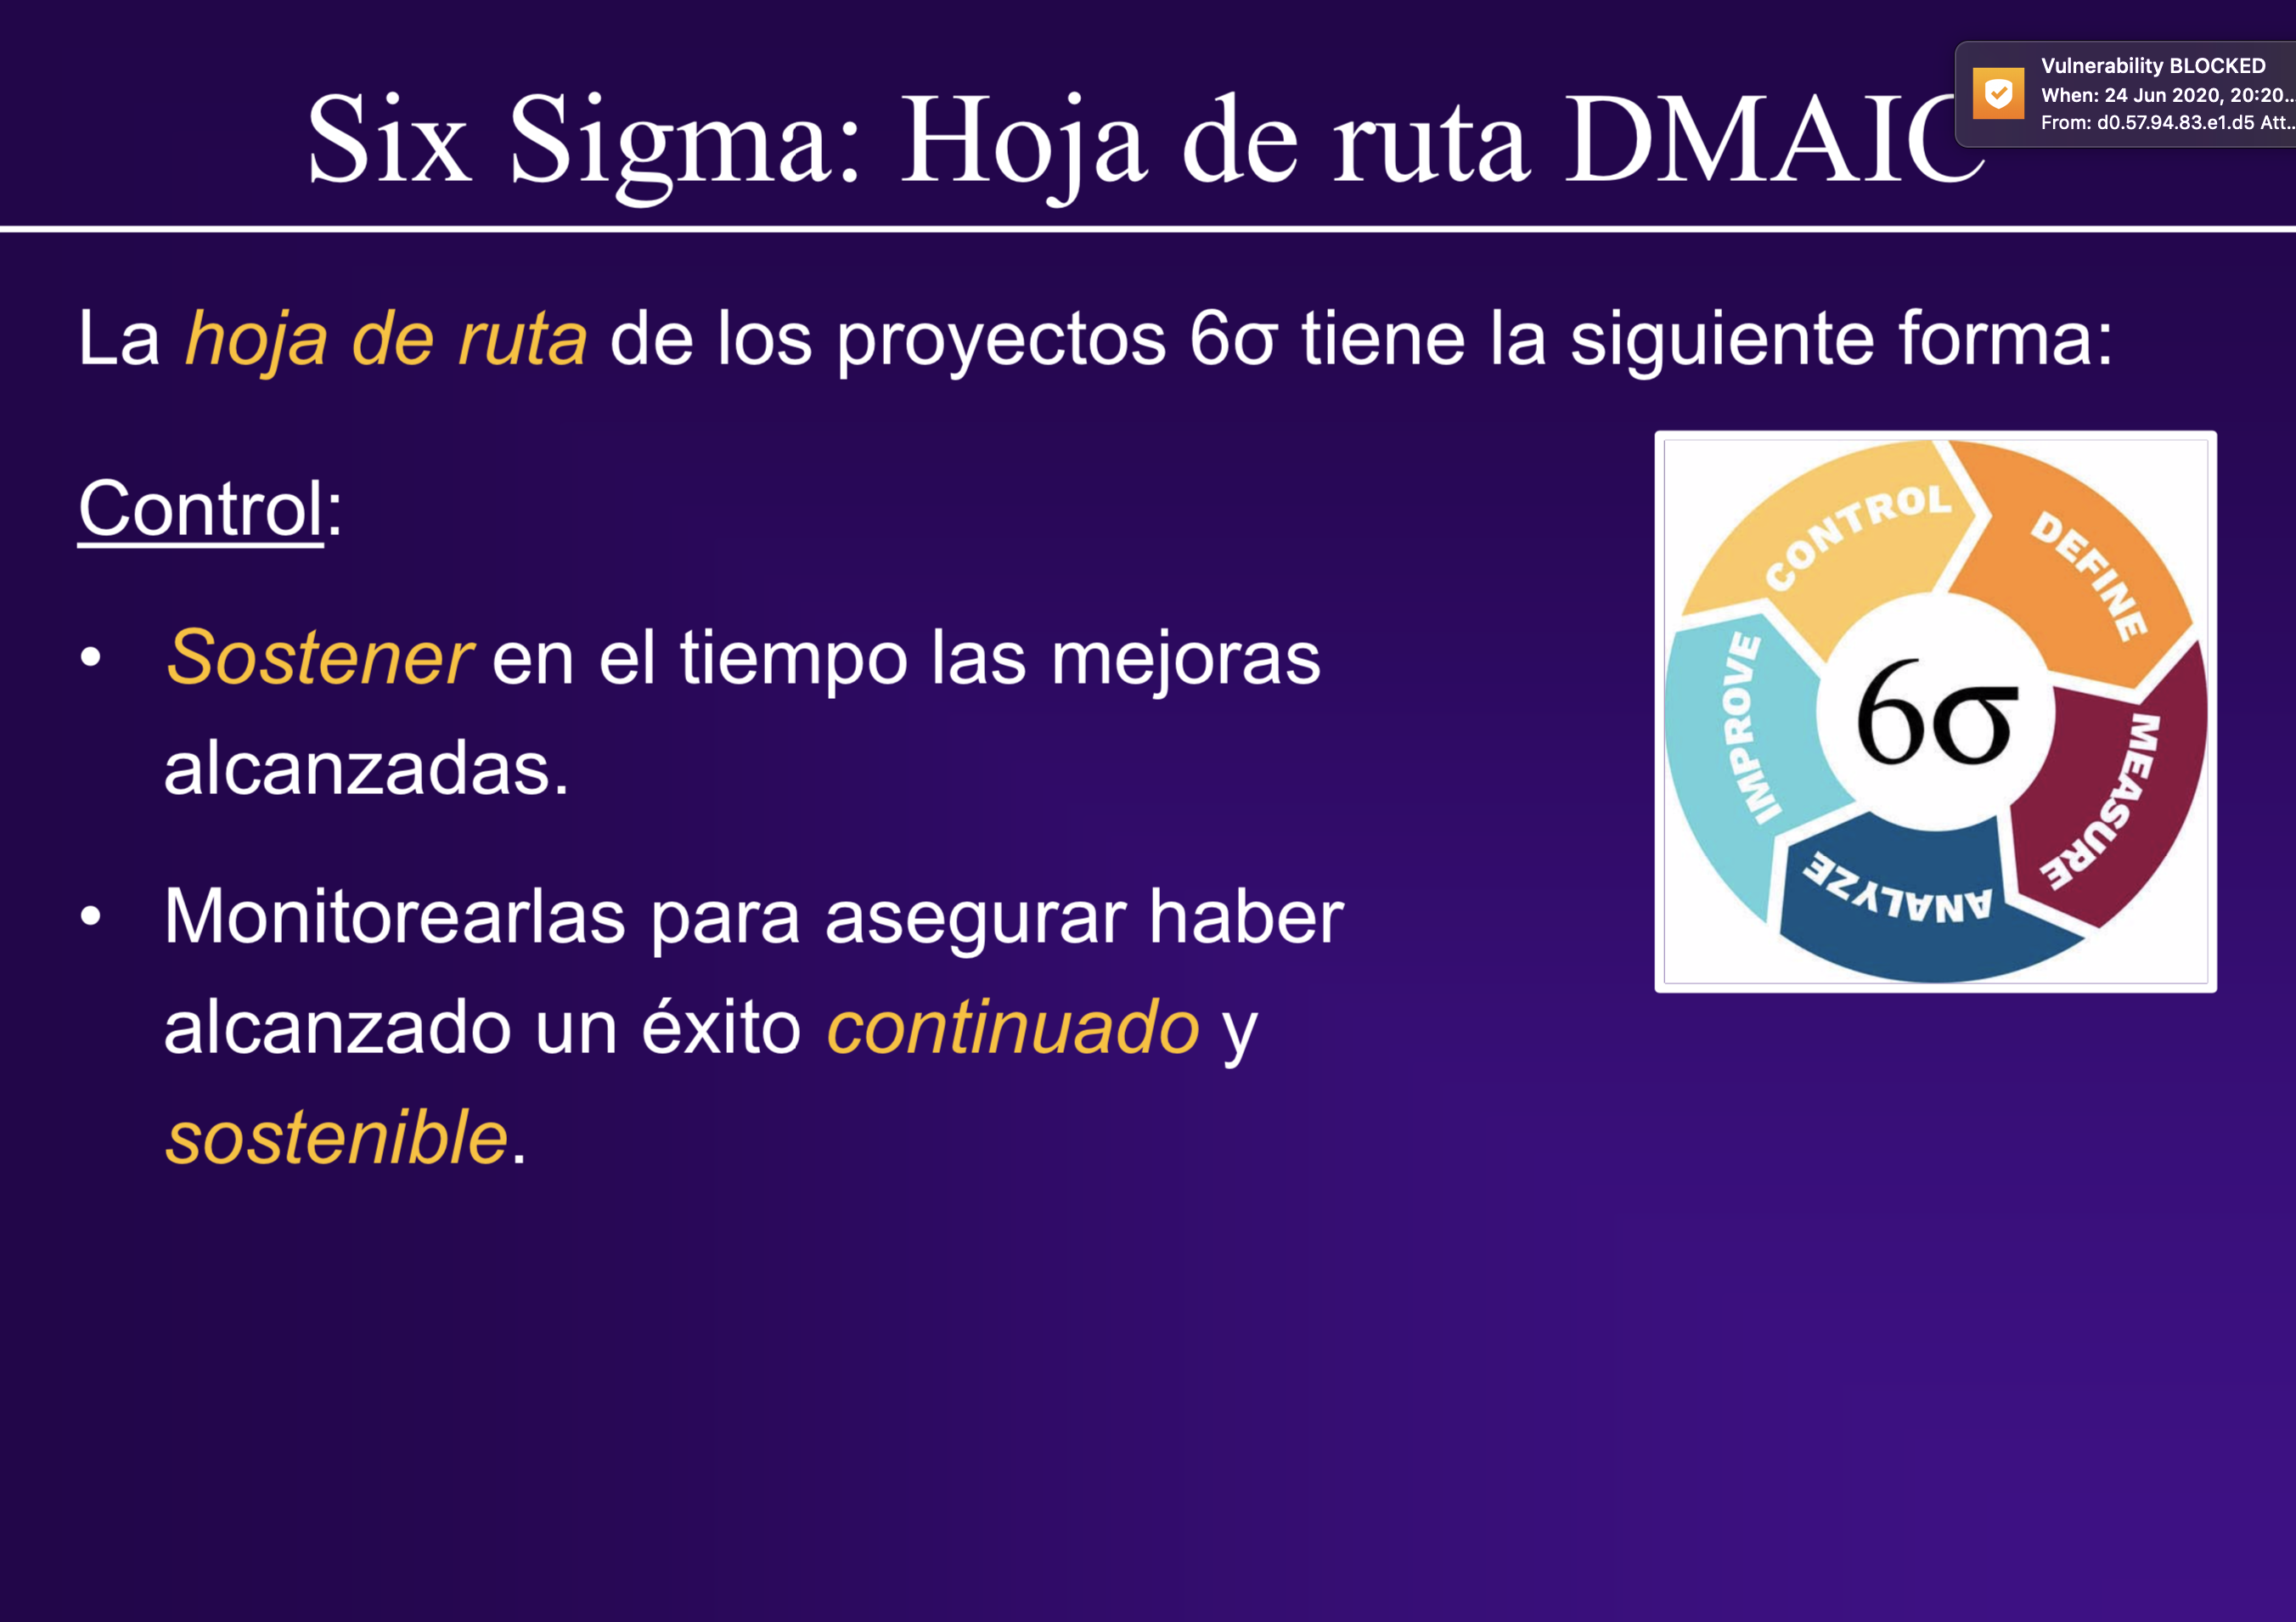 Six Sigma: Hoja de ruta DMAIC
Vulnerability BLOCKED
When: 24 Jun 2020, 20:20...
From: d0.57.94.83.e1.d5 Att...
La hoja de ruta de los proyectos 6σ tiene la siguiente forma:
Control:
• Sostener en el tiempo las mejoras
alcanzadas.
• Monitorearlas para asegurar haber
alcanzado un éxito continuado y
sostenible.
CONTROL
DEFINE
MEASURE
ANALYZE
IMPROVE
6σ